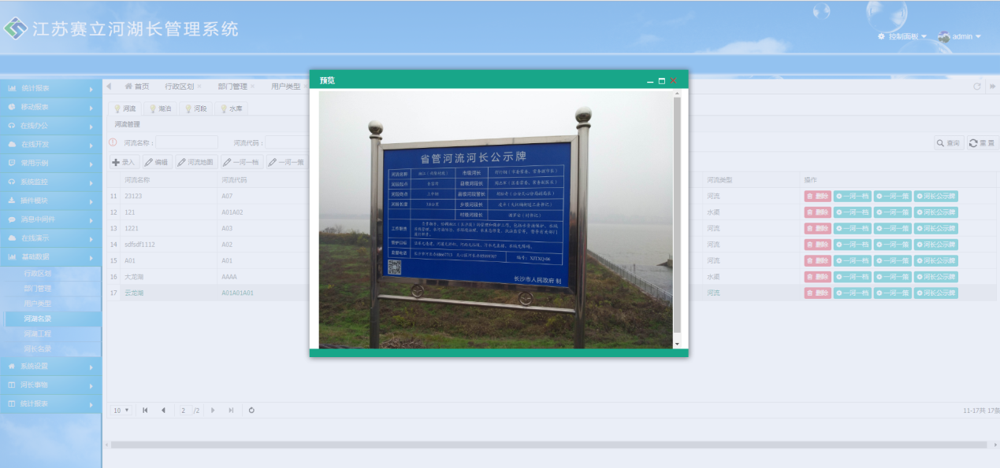 江苏赛立河湖长管理系统
控制面板 admin
统计报表
移动报表
在线办公
在线开发
常用示例
系统监控
插件模块
消息中间件
在线演示
基础数据
行政区划
部门管理
用户类型
河湖名录
河湖工程
河长名录
系统设置
河长事物
统计报表
首页 行政区划 部门管理 用户类型
河流 湖泊 河段 水库
河流管理
河流名称： 河流代码：
查询 重置
录入 编辑 河流地图 一河一档 一河一策
河流名称 河流代码 河流类型 操作
11 23123 A07 河流 删除 一河一档 一河一策 河长公示牌
12 121 A01A02 水渠 删除 一河一档 一河一策 河长公示牌
13 1221 A03 河流 删除 一河一档 一河一策 河长公示牌
14 sdfsdf1112 A02 河流 删除 一河一档 一河一策 河长公示牌
15 A01 A01 河流 删除 一河一档 一河一策 河长公示牌
16 大龙湖 AAAA 水渠 删除 一河一档 一河一策 河长公示牌
17 云龙湖 A01A01A01 河流 删除 一河一档 一河一策 河长公示牌
10 2 /2
11-17共 17条
预览
省管河流河长公示牌
河流名称 市级河长
河段起点 县级河段长
河段终点 县级河段警长
河段长度 乡级河段长
村级河段长
工作职责
管护目标
监督电话
编号：XZLXQ-06
长沙市人民政府 制